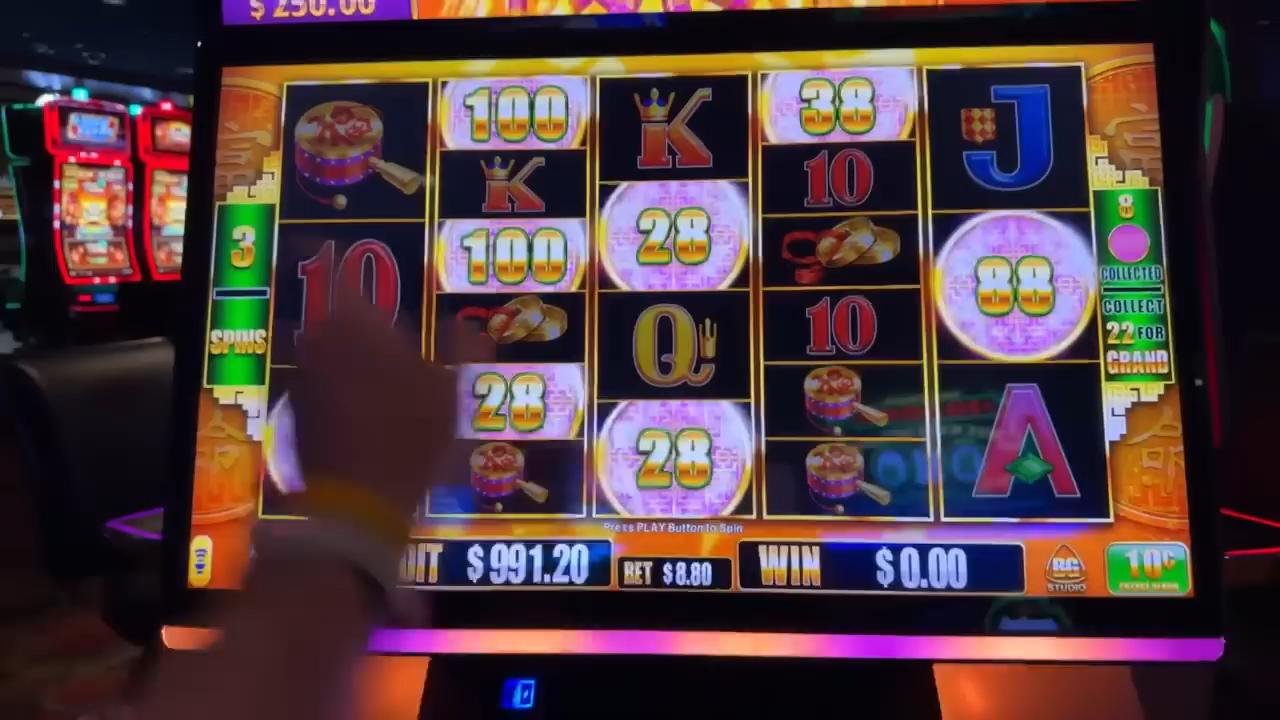 $250.00
100
K
38
J
K
10
3
SPINS
10
100
28
88
8
COLLECTED
COLLECT
22 FOR
GRAND
Q
10
28
28
A
Press PLAY Button to Spin
$991.20
BET $8.80
WIN $0.00
BG
STUDIO
10¢